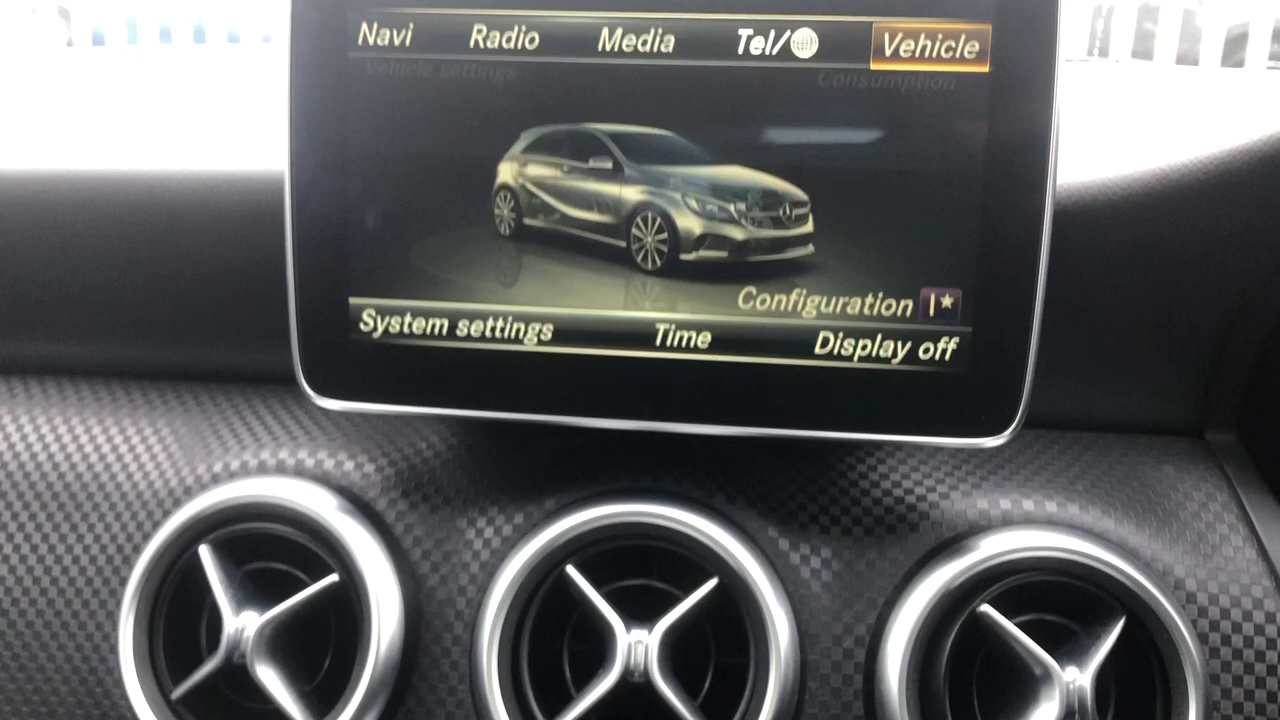 Navi Radio Media Tel/ Vehicle
Vehicle settings Consumption
Configuration
System settings Time Display off